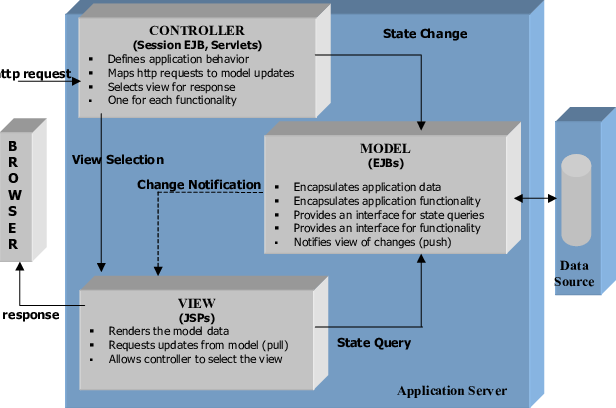 CONTROLLER
(Session EJB, Servlets)
▪ Defines application behavior
▪ Maps http requests to model updates
▪ Selects view for response
▪ One for each functionality
State Change
http request
BROWSER
View Selection
MODEL
(EJBs)
▪ Encapsulates application data
▪ Encapsulates application functionality
▪ Provides an interface for state queries
▪ Provides an interface for functionality
▪ Notifies view of changes (push)
Change Notification
Data
Source
VIEW
(JSPs)
▪ Renders the model data
▪ Requests updates from model (pull)
▪ Allows controller to select the view
response
State Query
Application Server